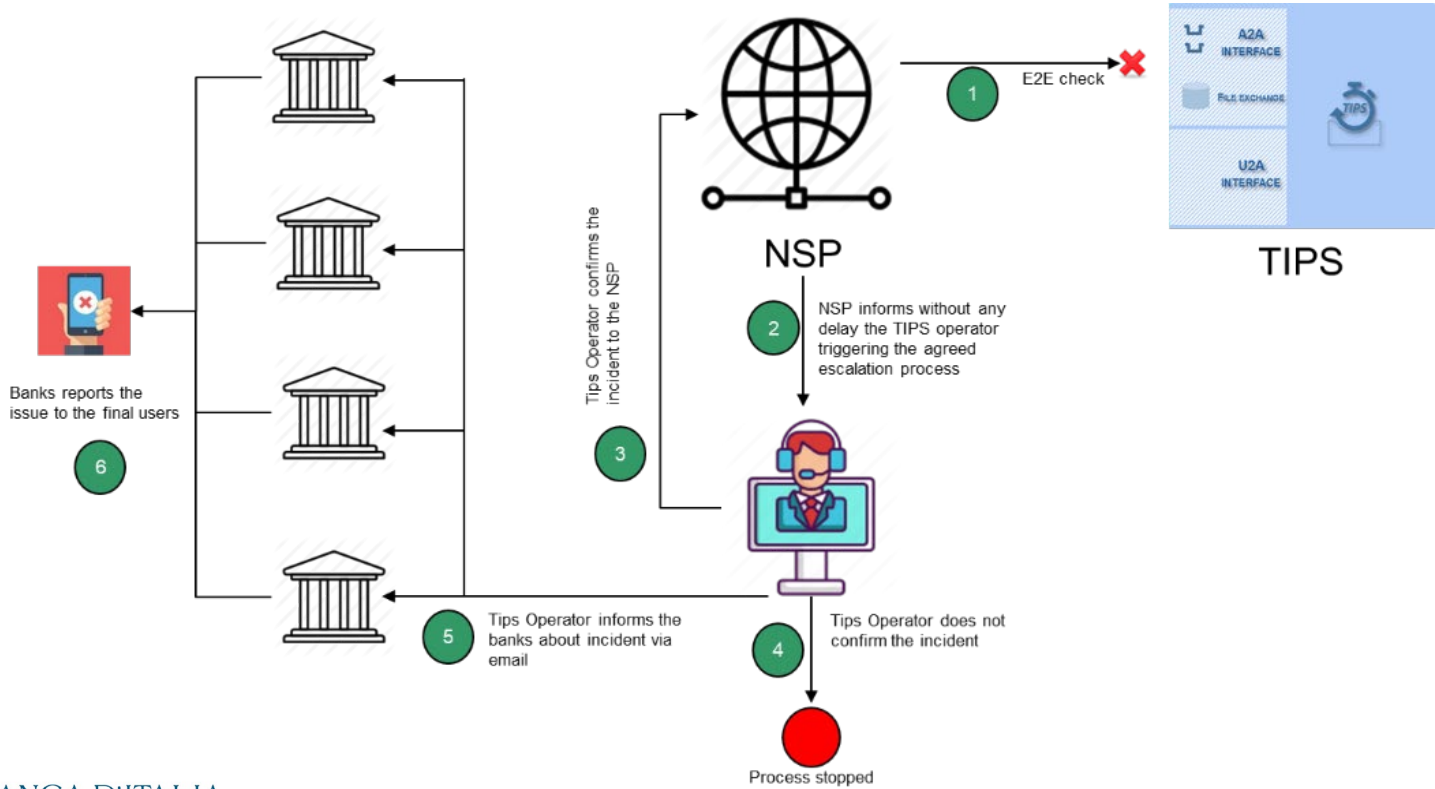 A2A
INTERFACE
FILE EXCHANGE
TIPS
U2A
INTERFACE
TIPS
E2E check
1
NSP
2
NSP informs without any
delay the TIPS operator
triggering the agreed
escalation process
Tips Operator confirms the
incident to the NSP
3
Banks reports the
issue to the final users
6
5
Tips Operator informs the
banks about incident via
email
4
Tips Operator does not
confirm the incident
Process stopped